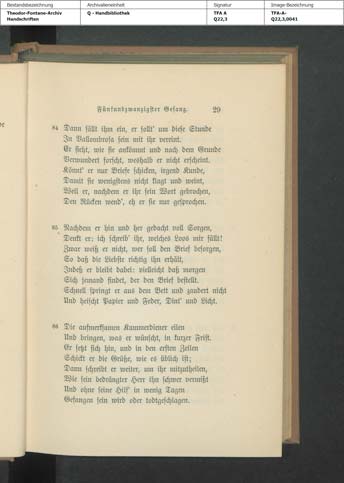 Bestandsbezeichnung Archivalieneinheit Signatur Image-Bezeichnung
Theodor-Fontane-Archiv Q - Handbibliothek TFA A TFA-A-
Handschriften Q22,3 Q22,3,0041
Fünfundzwanzigster Gesang. 29
84 Dann fällt ihm ein, er sollt' um diese Stunde
In Vallombrosa sein mit ihr vereint.
Er sieht, wie sie ankömmt und nach dem Grunde
Verwundert forscht, weshalb er nicht erscheint.
Könnt' er nur Briefe schicken, irgend Kunde,
Damit sie wenigstens nicht klagt und weint,
Weil er, nachdem er ihr sein Wort gebrochen,
Den Rücken wend', eh er sie nur gesprochen.
85 Nachdem er hin und her gedacht voll Sorgen,
Denkt er: ich schreib' ihr, welches Loos mir fällt!
Zwar weiß er nicht, wer soll den Brief besorgen,
So daß die Liebste richtig ihn erhält,
Indeß er bleibt dabei: vielleicht daß morgen
Sich jemand findet, der den Brief bestellt.
Schnell springt er aus dem Bett und zaudert nicht
Und heischt Papier und Feder, Dint' und Licht.
86 Die aufmerksamen Kammerdiener eilen
Und bringen, was er wünscht, in kurzer Frist.
Er setzt sich hin, und in den ersten Zeilen
Schickt er die Grüße, wie es üblich ist;
Dann schreibt er weiter, um ihr mitzutheilen,
Wie sein bedrängter Herr ihn schwer vermißt
Und ohne seine Hilf' in wenig Tagen
Gefangen sein wird oder todtgeschlagen.